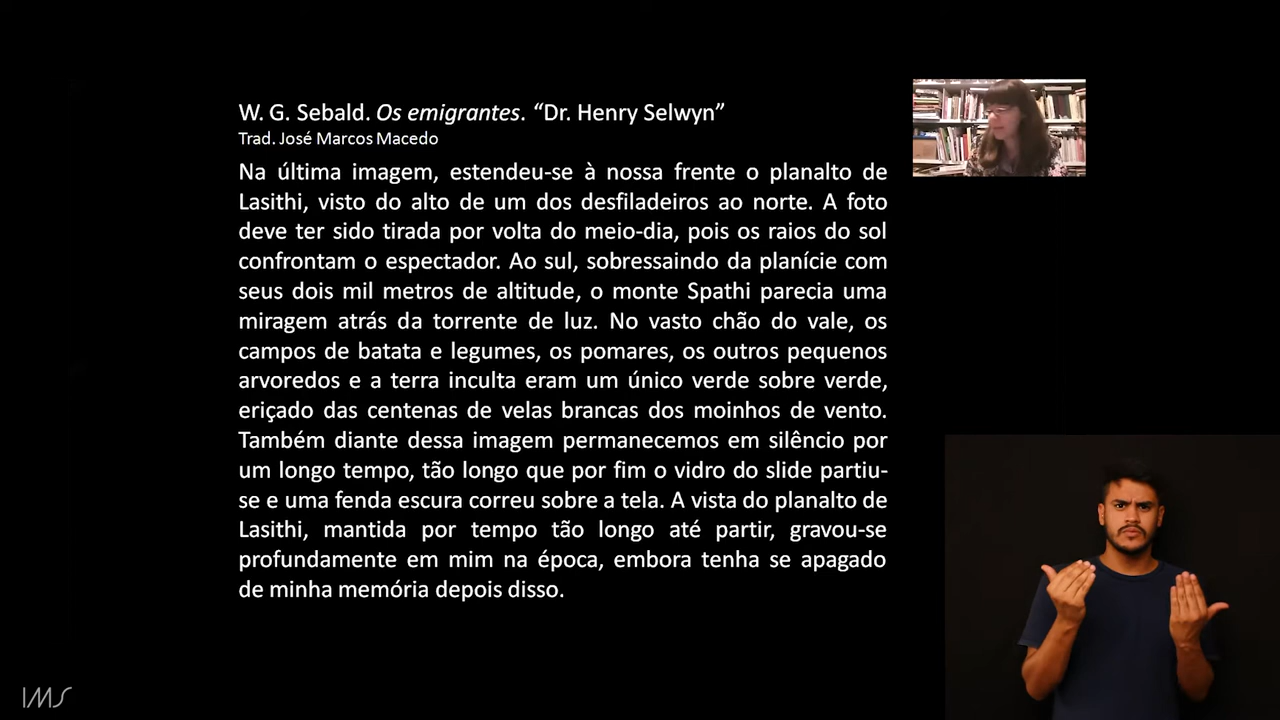 W. G. Sebald. Os emigrantes. “Dr. Henry Selwyn”
Trad. José Marcos Macedo
Na última imagem, estendeu-se à nossa frente o planalto de
Lasithi, visto do alto de um dos desfiladeiros ao norte. A foto
deve ter sido tirada por volta do meio-dia, pois os raios do sol
confrontam o espectador. Ao sul, sobressaindo da planície com
seus dois mil metros de altitude, o monte Spathi parecia uma
miragem atrás da torrente de luz. No vasto chão do vale, os
campos de batata e legumes, os pomares, os outros pequenos
arvoredos e a terra inculta eram um único verde sobre verde,
eriçado das centenas de velas brancas dos moinhos de vento.
Também diante dessa imagem permanecemos em silêncio por
um longo tempo, tão longo que por fim o vidro do slide partiu-
se e uma fenda escura correu sobre a tela. A vista do planalto de
Lasithi, mantida por tempo tão longo até partir, gravou-se
profundamente em mim na época, embora tenha se apagado
de minha memória depois disso.
IMS